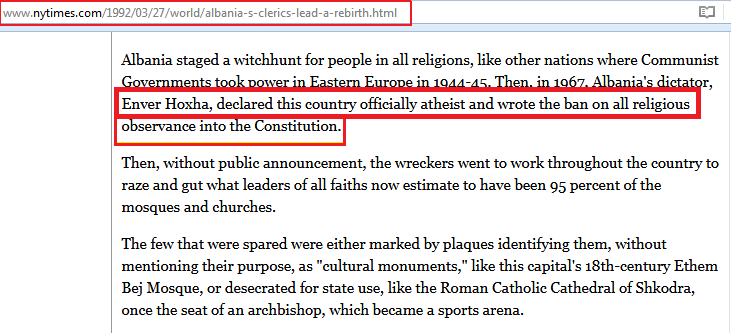 www.nytimes.com/1992/03/27/world/albania-s-clerics-lead-a-rebirth.html
Albania staged a witchhunt for people in all religions, like other nations where Communist
Governments took power in Eastern Europe in 1944-45. Then, in 1967, Albania's dictator,
Enver Hoxha, declared this country officially atheist and wrote the ban on all religious
observance into the Constitution.
Then, without public announcement, the wreckers went to work throughout the country to
raze and gut what leaders of all faiths now estimate to have been 95 percent of the
mosques and churches.
The few that were spared were either marked by plaques identifying them, without
mentioning their purpose, as "cultural monuments," like this capital's 18th-century Ethem
Bej Mosque, or desecrated for state use, like the Roman Catholic Cathedral of Shkodra,
once the seat of an archbishop, which became a sports arena.